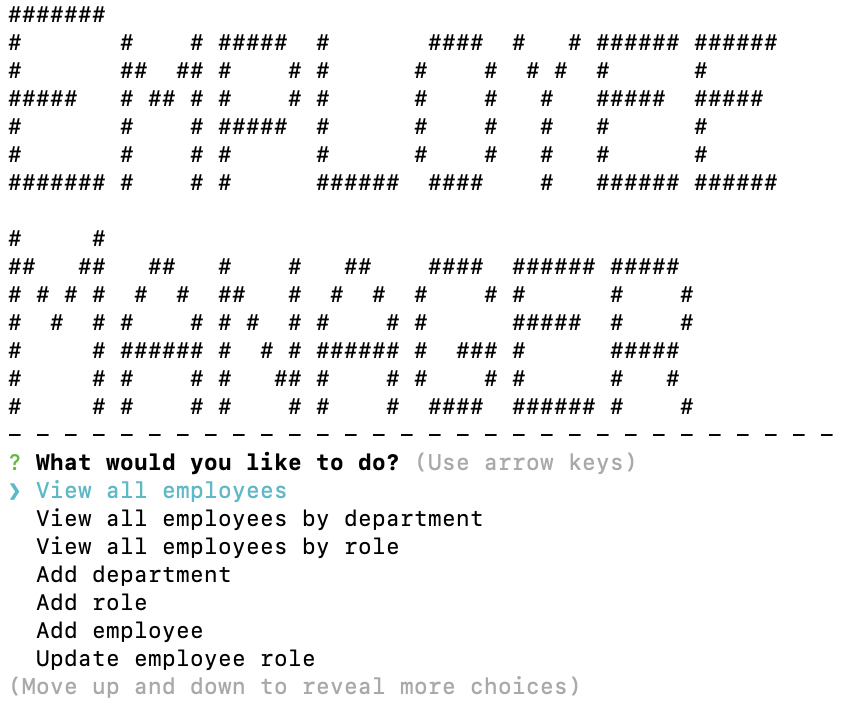 EMPLOYEE
MANAGER
? What would you like to do? (Use arrow keys)
❯ View all employees
View all employees by department
View all employees by role
Add department
Add role
Add employee
Update employee role
(Move up and down to reveal more choices)